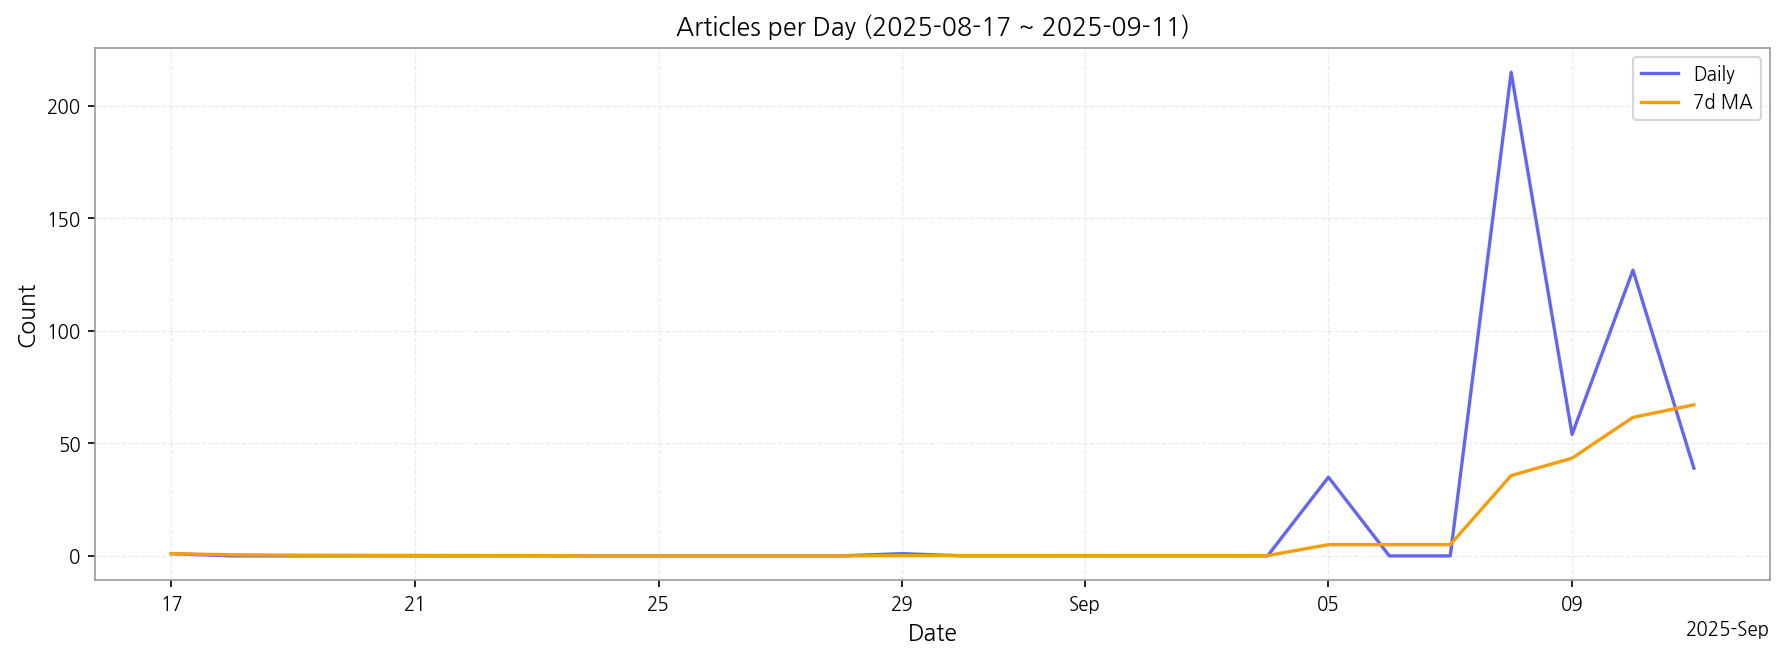 Articles per Day (2025-08-17 ~ 2025-09-11)
Daily
7d MA
200
150
100
50
0
Count
17
21
25
29
Sep
05
09
2025-Sep
Date